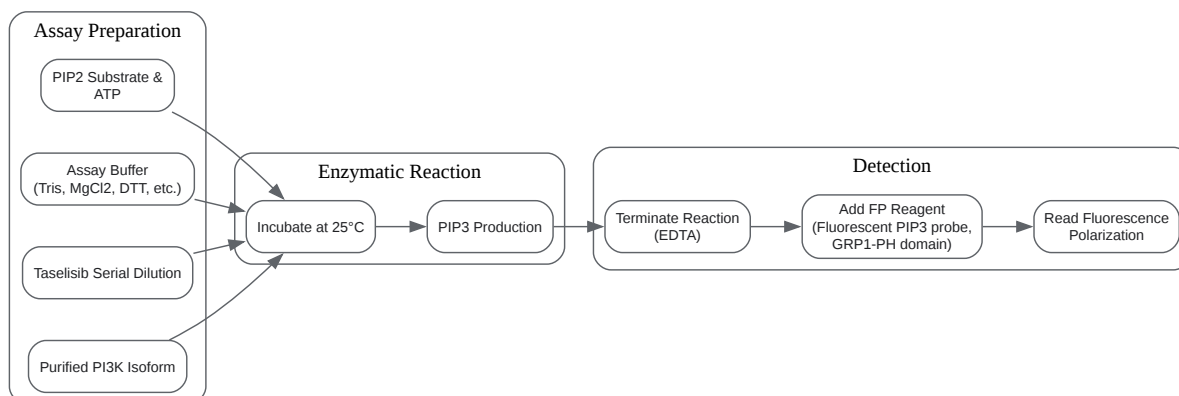 Assay Preparation
PIP2 Substrate &
ATP
Assay Buffer
(Tris, MgCl2, DTT, etc.)
Taselisib Serial Dilution
Purified PI3K Isoform
Enzymatic Reaction
Incubate at 25°C
PIP3 Production
Detection
Terminate Reaction
(EDTA)
Add FP Reagent
(Fluorescent PIP3 probe,
GRP1-PH domain)
Read Fluorescence
Polarization